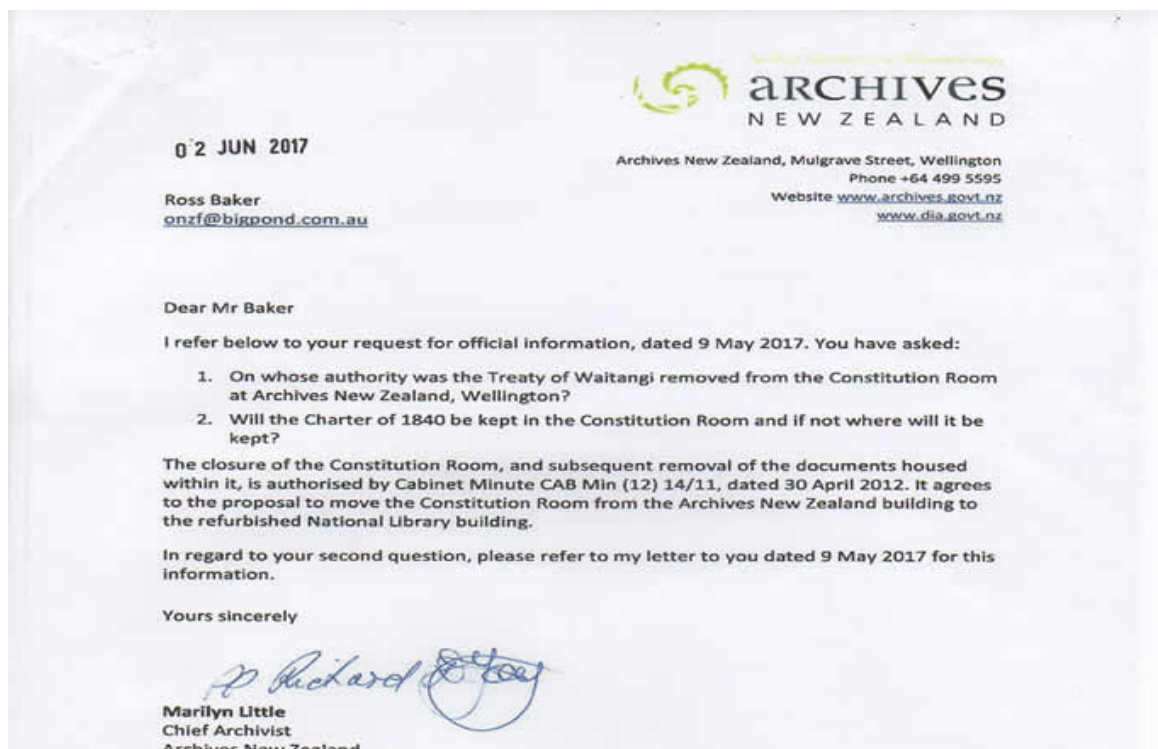 aRCHIVes
NEW ZEALAND
02 JUN 2017
Archives New Zealand, Mulgrave Street, Wellington
Phone +64 499 5595
Website www.archives.govt.nz
www.dia.govt.nz
Ross Baker
onzf@bigpond.com.au
Dear Mr Baker
I refer below to your request for official information, dated 9 May 2017. You have asked:
1. On whose authority was the Treaty of Waitangi removed from the Constitution Room
at Archives New Zealand, Wellington?
2. Will the Charter of 1840 be kept in the Constitution Room and if not where will it be
kept?
The closure of the Constitution Room, and subsequent removal of the documents housed
within it, is authorised by Cabinet Minute CAB Min (12) 14/11, dated 30 April 2012. It agrees
to the proposal to move the Constitution Room from the Archives New Zealand building to
the refurbished National Library building.
In regard to your second question, please refer to my letter to you dated 9 May 2017 for this
information.
Yours sincerely
Richard
Marilyn Little
Chief Archivist
Archives New Zealand